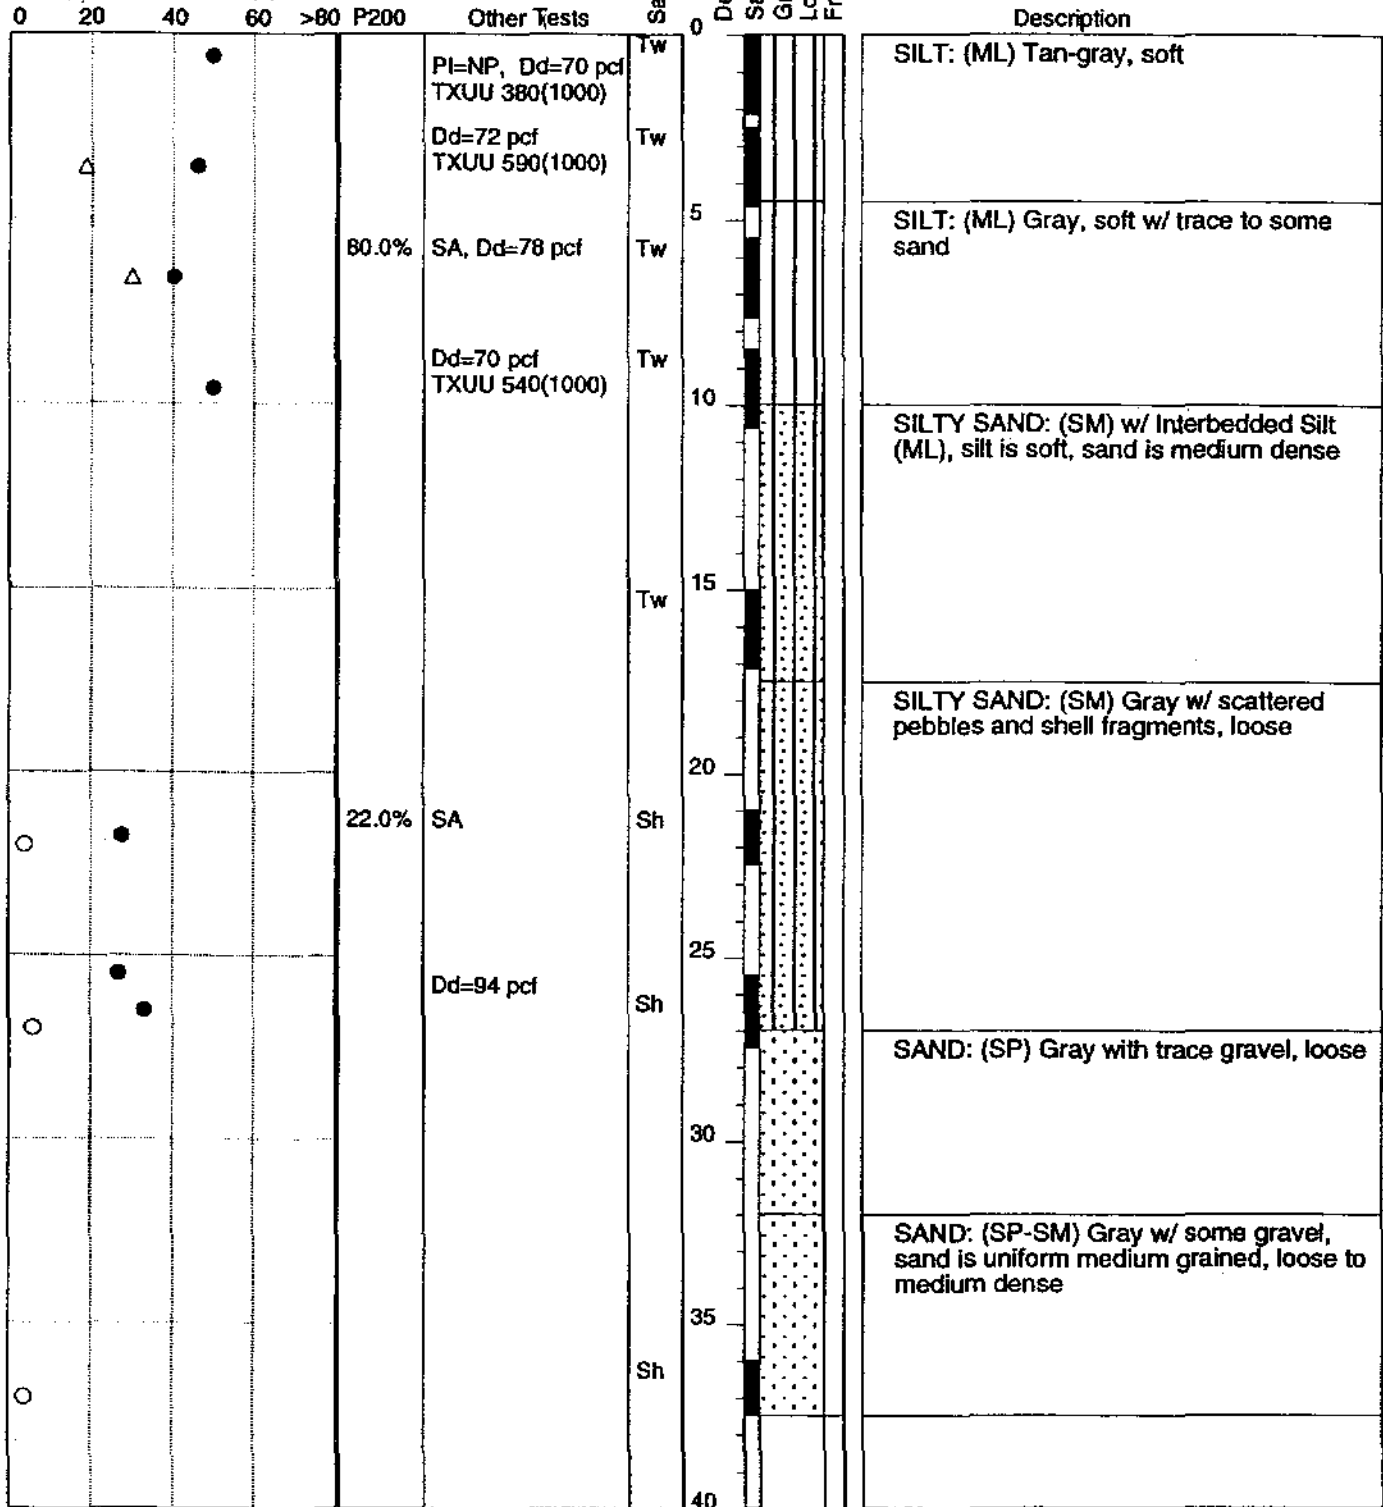 0 20 40 60 >80 P200 Other Tests Sa De Sa Gr Lo Fr Description
0
Tw
PI=NP, Dd=70 pcf
TXUU 380(1000)
SILT: (ML) Tan-gray, soft
Dd=72 pcf
TXUU 590(1000)
Tw
5
80.0% SA, Dd=78 pcf Tw
SILT: (ML) Gray, soft w/ trace to some
sand
Dd=70 pcf
TXUU 540(1000)
Tw
10
SILTY SAND: (SM) w/ Interbedded Silt
(ML), silt is soft, sand is medium dense
15
Tw
SILTY SAND: (SM) Gray w/ scattered
pebbles and shell fragments, loose
20
22.0% SA Sh
25
Dd=94 pcf
Sh
SAND: (SP) Gray with trace gravel, loose
30
SAND: (SP-SM) Gray w/ some gravel,
sand is uniform medium grained, loose to
medium dense
35
Sh
40